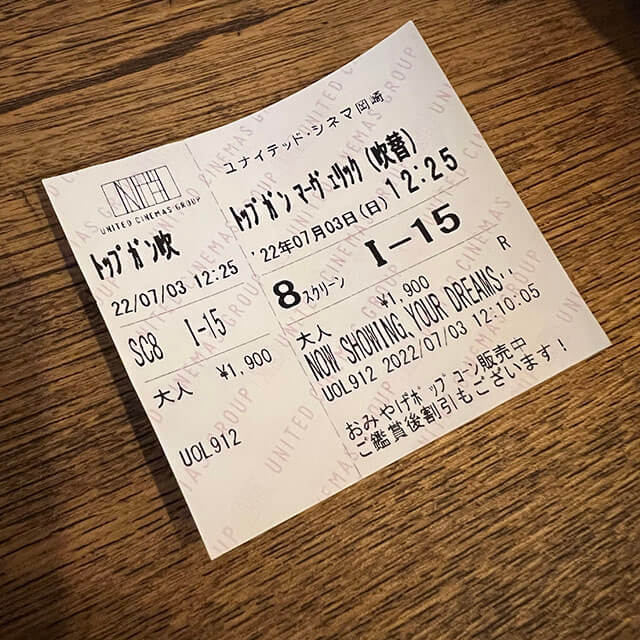 UNITED CINEMAS GROUP
トップガン吹
22/07/03 12:25
SC8 I-15
大人 ¥1,900
UOL912
ユナイテッド・シネマ岡崎
トップガン マーヴェリック (吹替)
'22年07月03日(日) 12:25
8スクリーン I-15
大人 ¥1,900 R
NOW SHOWING YOUR DREAMS..
UOL912 2022/07/03 12:10:05
おみやげポップコーン販売中
ご鑑賞後割引もございます!